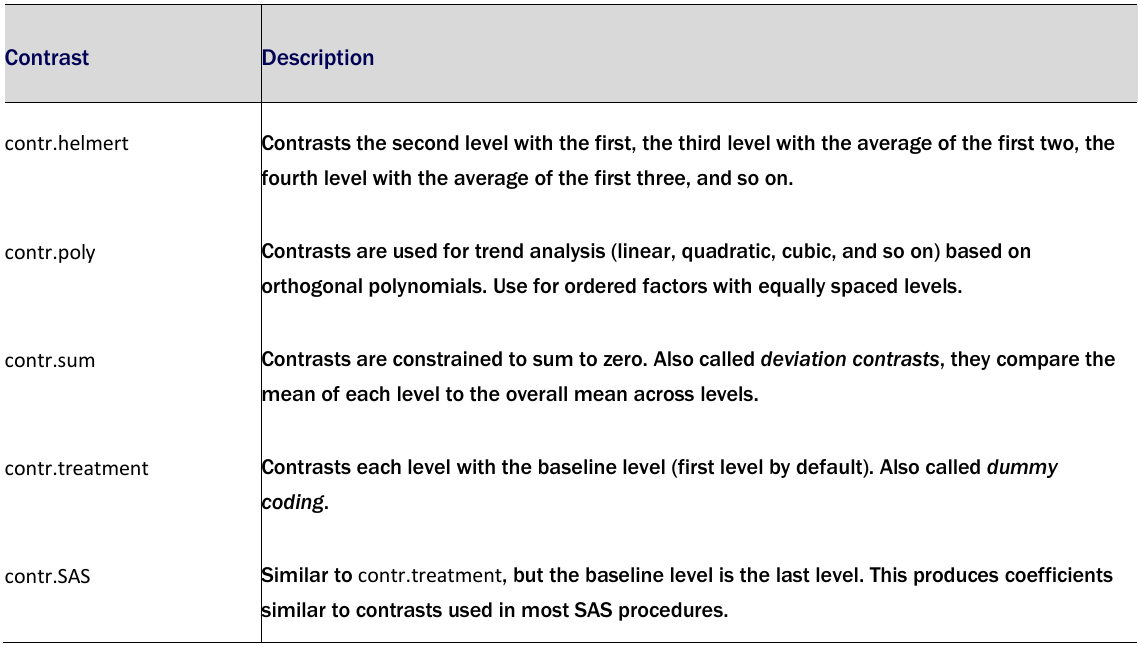 Contrast Description
contr.helmert Contrasts the second level with the first, the third level with the average of the first two, the
fourth level with the average of the first three, and so on.
contr.poly Contrasts are used for trend analysis (linear, quadratic, cubic, and so on) based on
orthogonal polynomials. Use for ordered factors with equally spaced levels.
contr.sum Contrasts are constrained to sum to zero. Also called deviation contrasts, they compare the
mean of each level to the overall mean across levels.
contr.treatment Contrasts each level with the baseline level (first level by default). Also called dummy
coding.
contr.SAS Similar to contr.treatment, but the baseline level is the last level. This produces coefficients
similar to contrasts used in most SAS procedures.